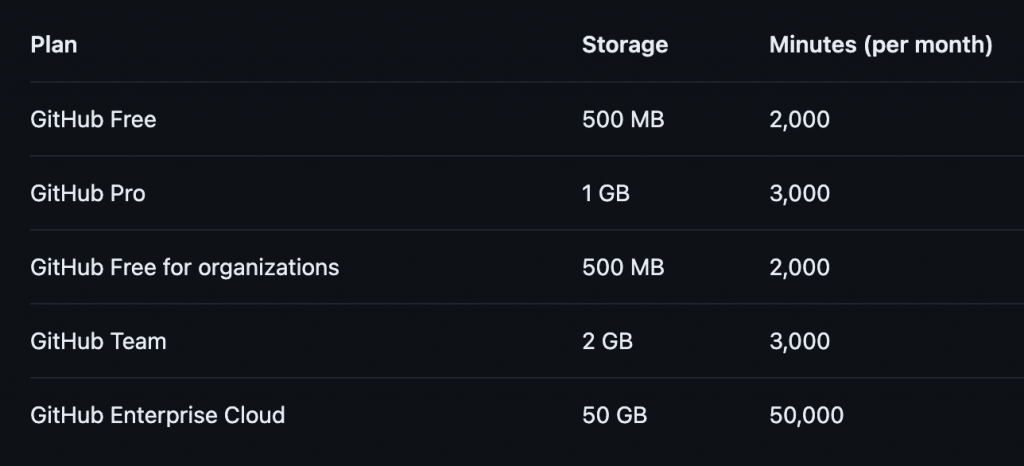 Plan Storage Minutes (per month)
GitHub Free 500 MB 2,000
GitHub Pro 1 GB 3,000
GitHub Free for organizations 500 MB 2,000
GitHub Team 2 GB 3,000
GitHub Enterprise Cloud 50 GB 50,000